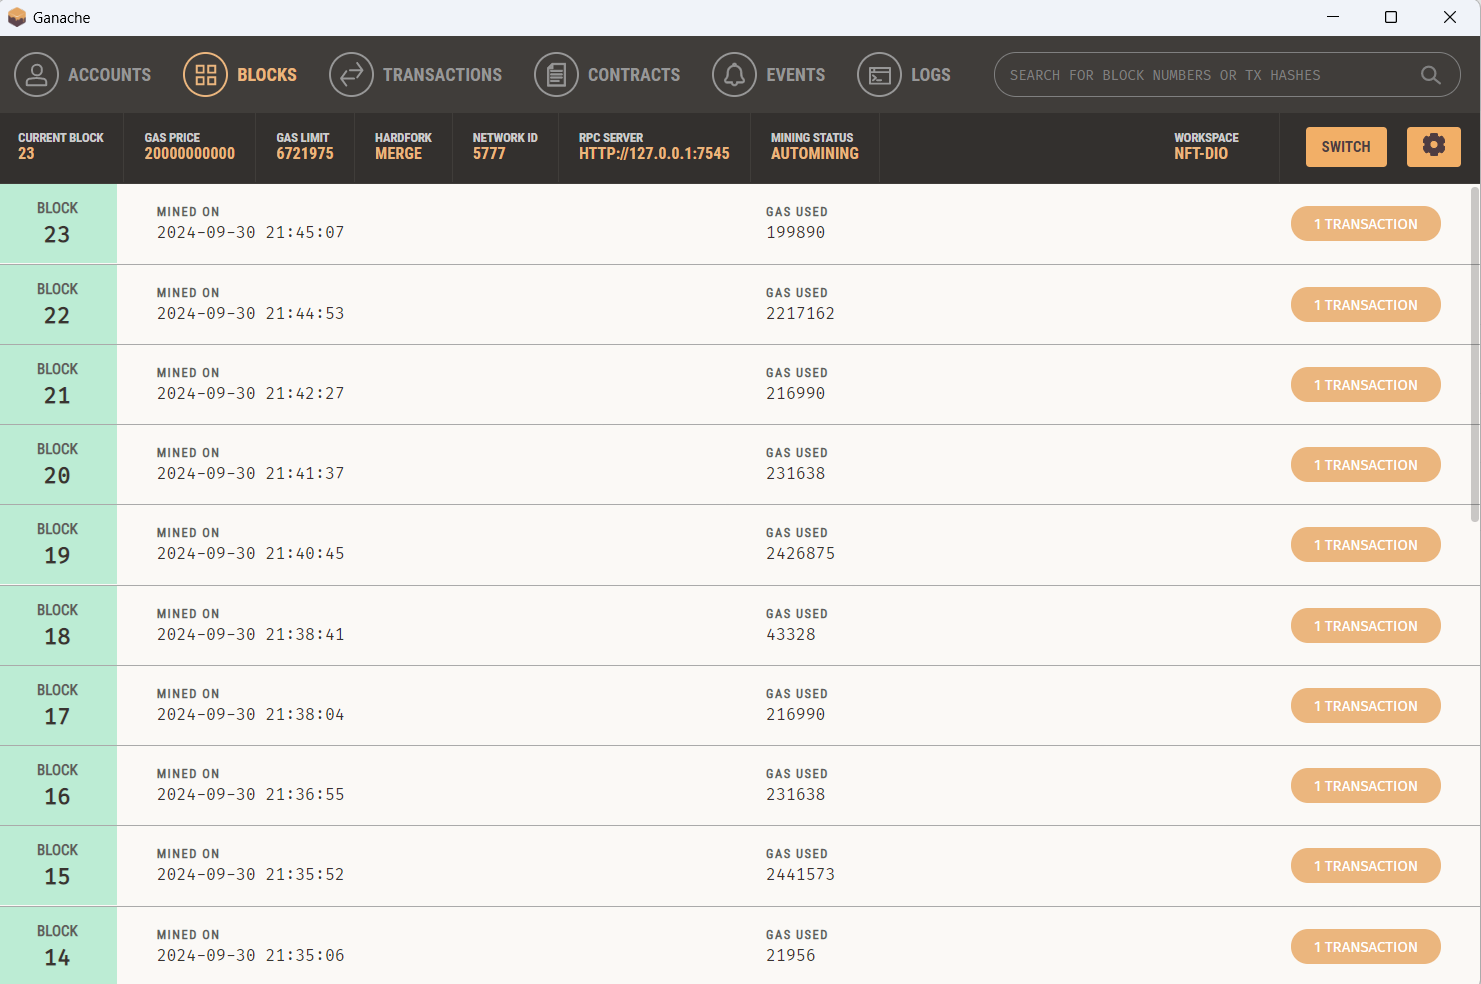 Ganache
ACCOUNTS BLOCKS TRANSACTIONS CONTRACTS EVENTS LOGS SEARCH FOR BLOCK NUMBERS OR TX HASHES
CURRENT BLOCK GAS PRICE GAS LIMIT HARDFORK NETWORK ID RPC SERVER MINING STATUS WORKSPACE
23 20000000000 6721975 MERGE 5777 HTTP://127.0.0.1:7545 AUTOMINING NFT-DIO SWITCH
BLOCK MINED ON GAS USED
23 2024-09-30 21:45:07 199890 1 TRANSACTION
BLOCK MINED ON GAS USED
22 2024-09-30 21:44:53 2217162 1 TRANSACTION
BLOCK MINED ON GAS USED
21 2024-09-30 21:42:27 216990 1 TRANSACTION
BLOCK MINED ON GAS USED
20 2024-09-30 21:41:37 231638 1 TRANSACTION
BLOCK MINED ON GAS USED
19 2024-09-30 21:40:45 2426875 1 TRANSACTION
BLOCK MINED ON GAS USED
18 2024-09-30 21:38:41 43328 1 TRANSACTION
BLOCK MINED ON GAS USED
17 2024-09-30 21:38:04 216990 1 TRANSACTION
BLOCK MINED ON GAS USED
16 2024-09-30 21:36:55 231638 1 TRANSACTION
BLOCK MINED ON GAS USED
15 2024-09-30 21:35:52 2441573 1 TRANSACTION
BLOCK MINED ON GAS USED
14 2024-09-30 21:35:06 21956 1 TRANSACTION